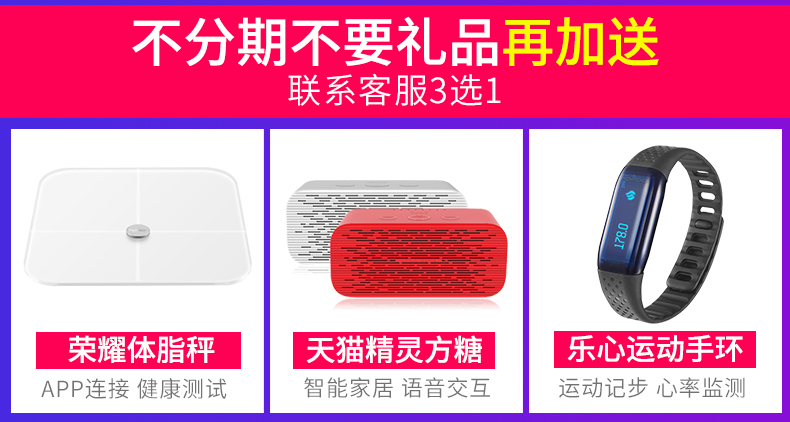 不分期不要礼品再加送
联系客服3选1
178.0
荣耀体脂秤
APP连接 健康测试
天猫精灵方糖
智能家居 语音交互
乐心运动手环
运动记步 心率监测